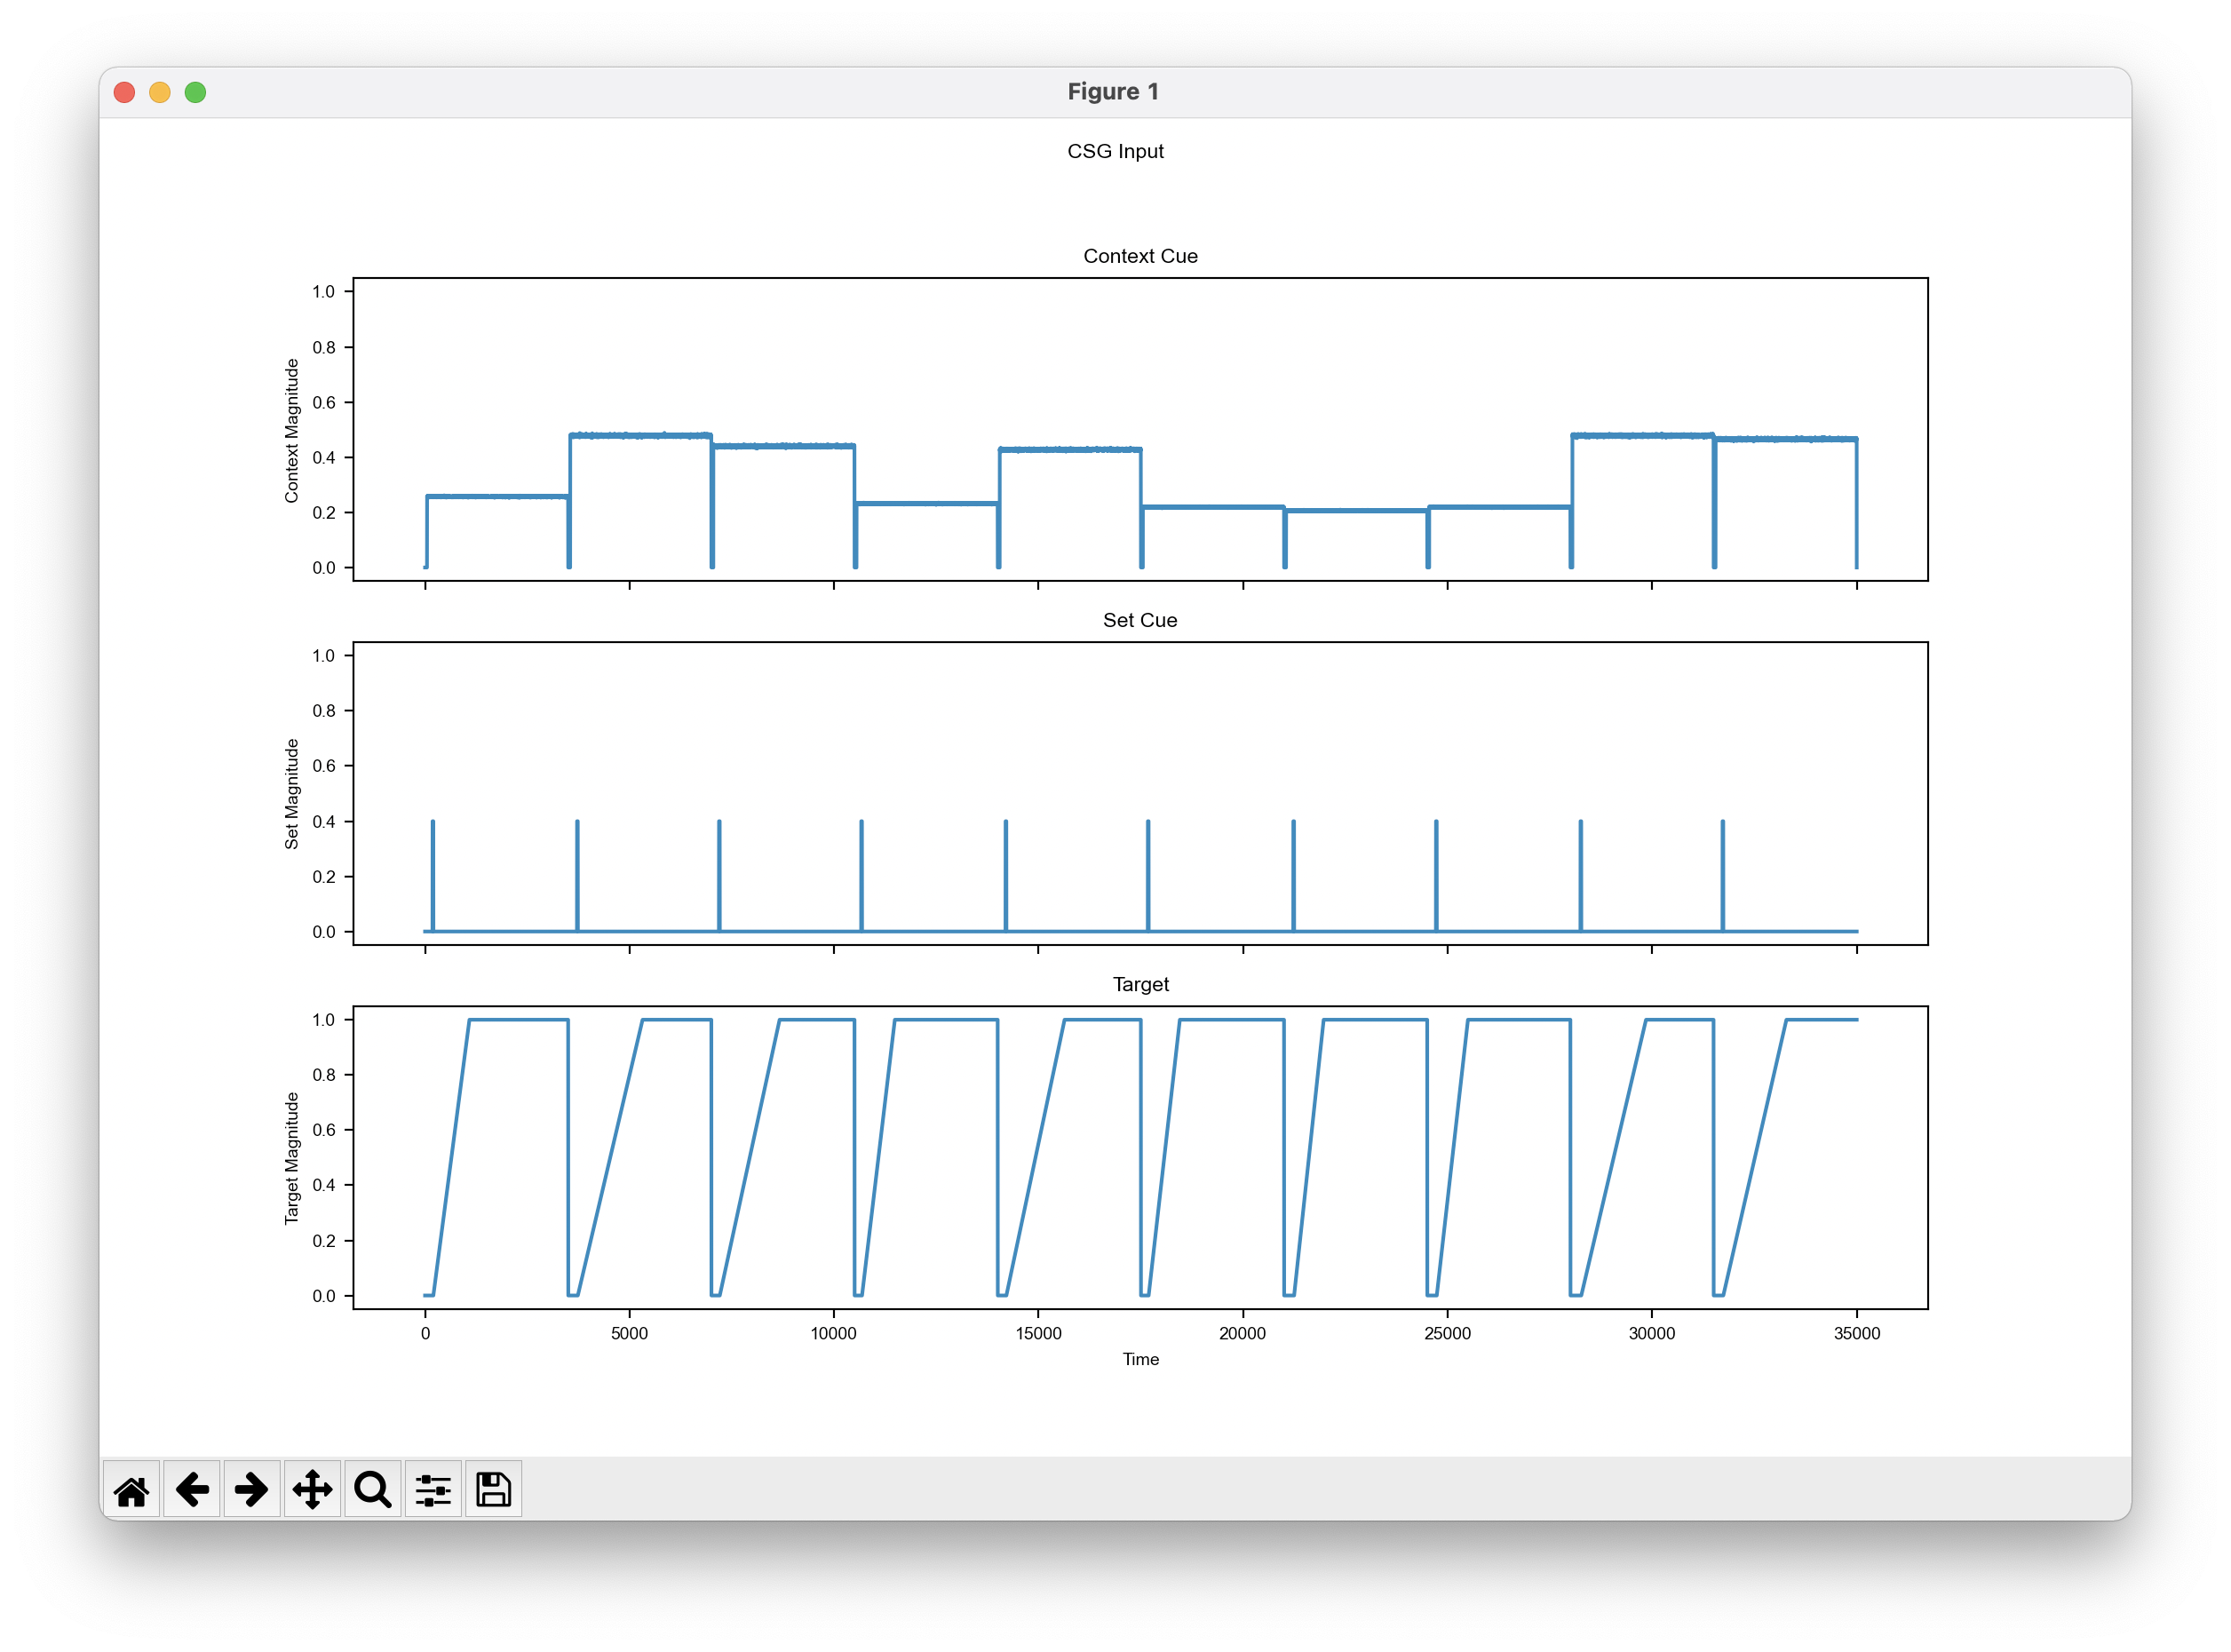 Figure 1
CSG Input
Context Cue
Context Magnitude
1.0
0.8
0.6
0.4
0.2
0.0
Set Cue
Set Magnitude
1.0
0.8
0.6
0.4
0.2
0.0
Target
Target Magnitude
1.0
0.8
0.6
0.4
0.2
0.0
0 5000 10000 15000 20000 25000 30000 35000
Time